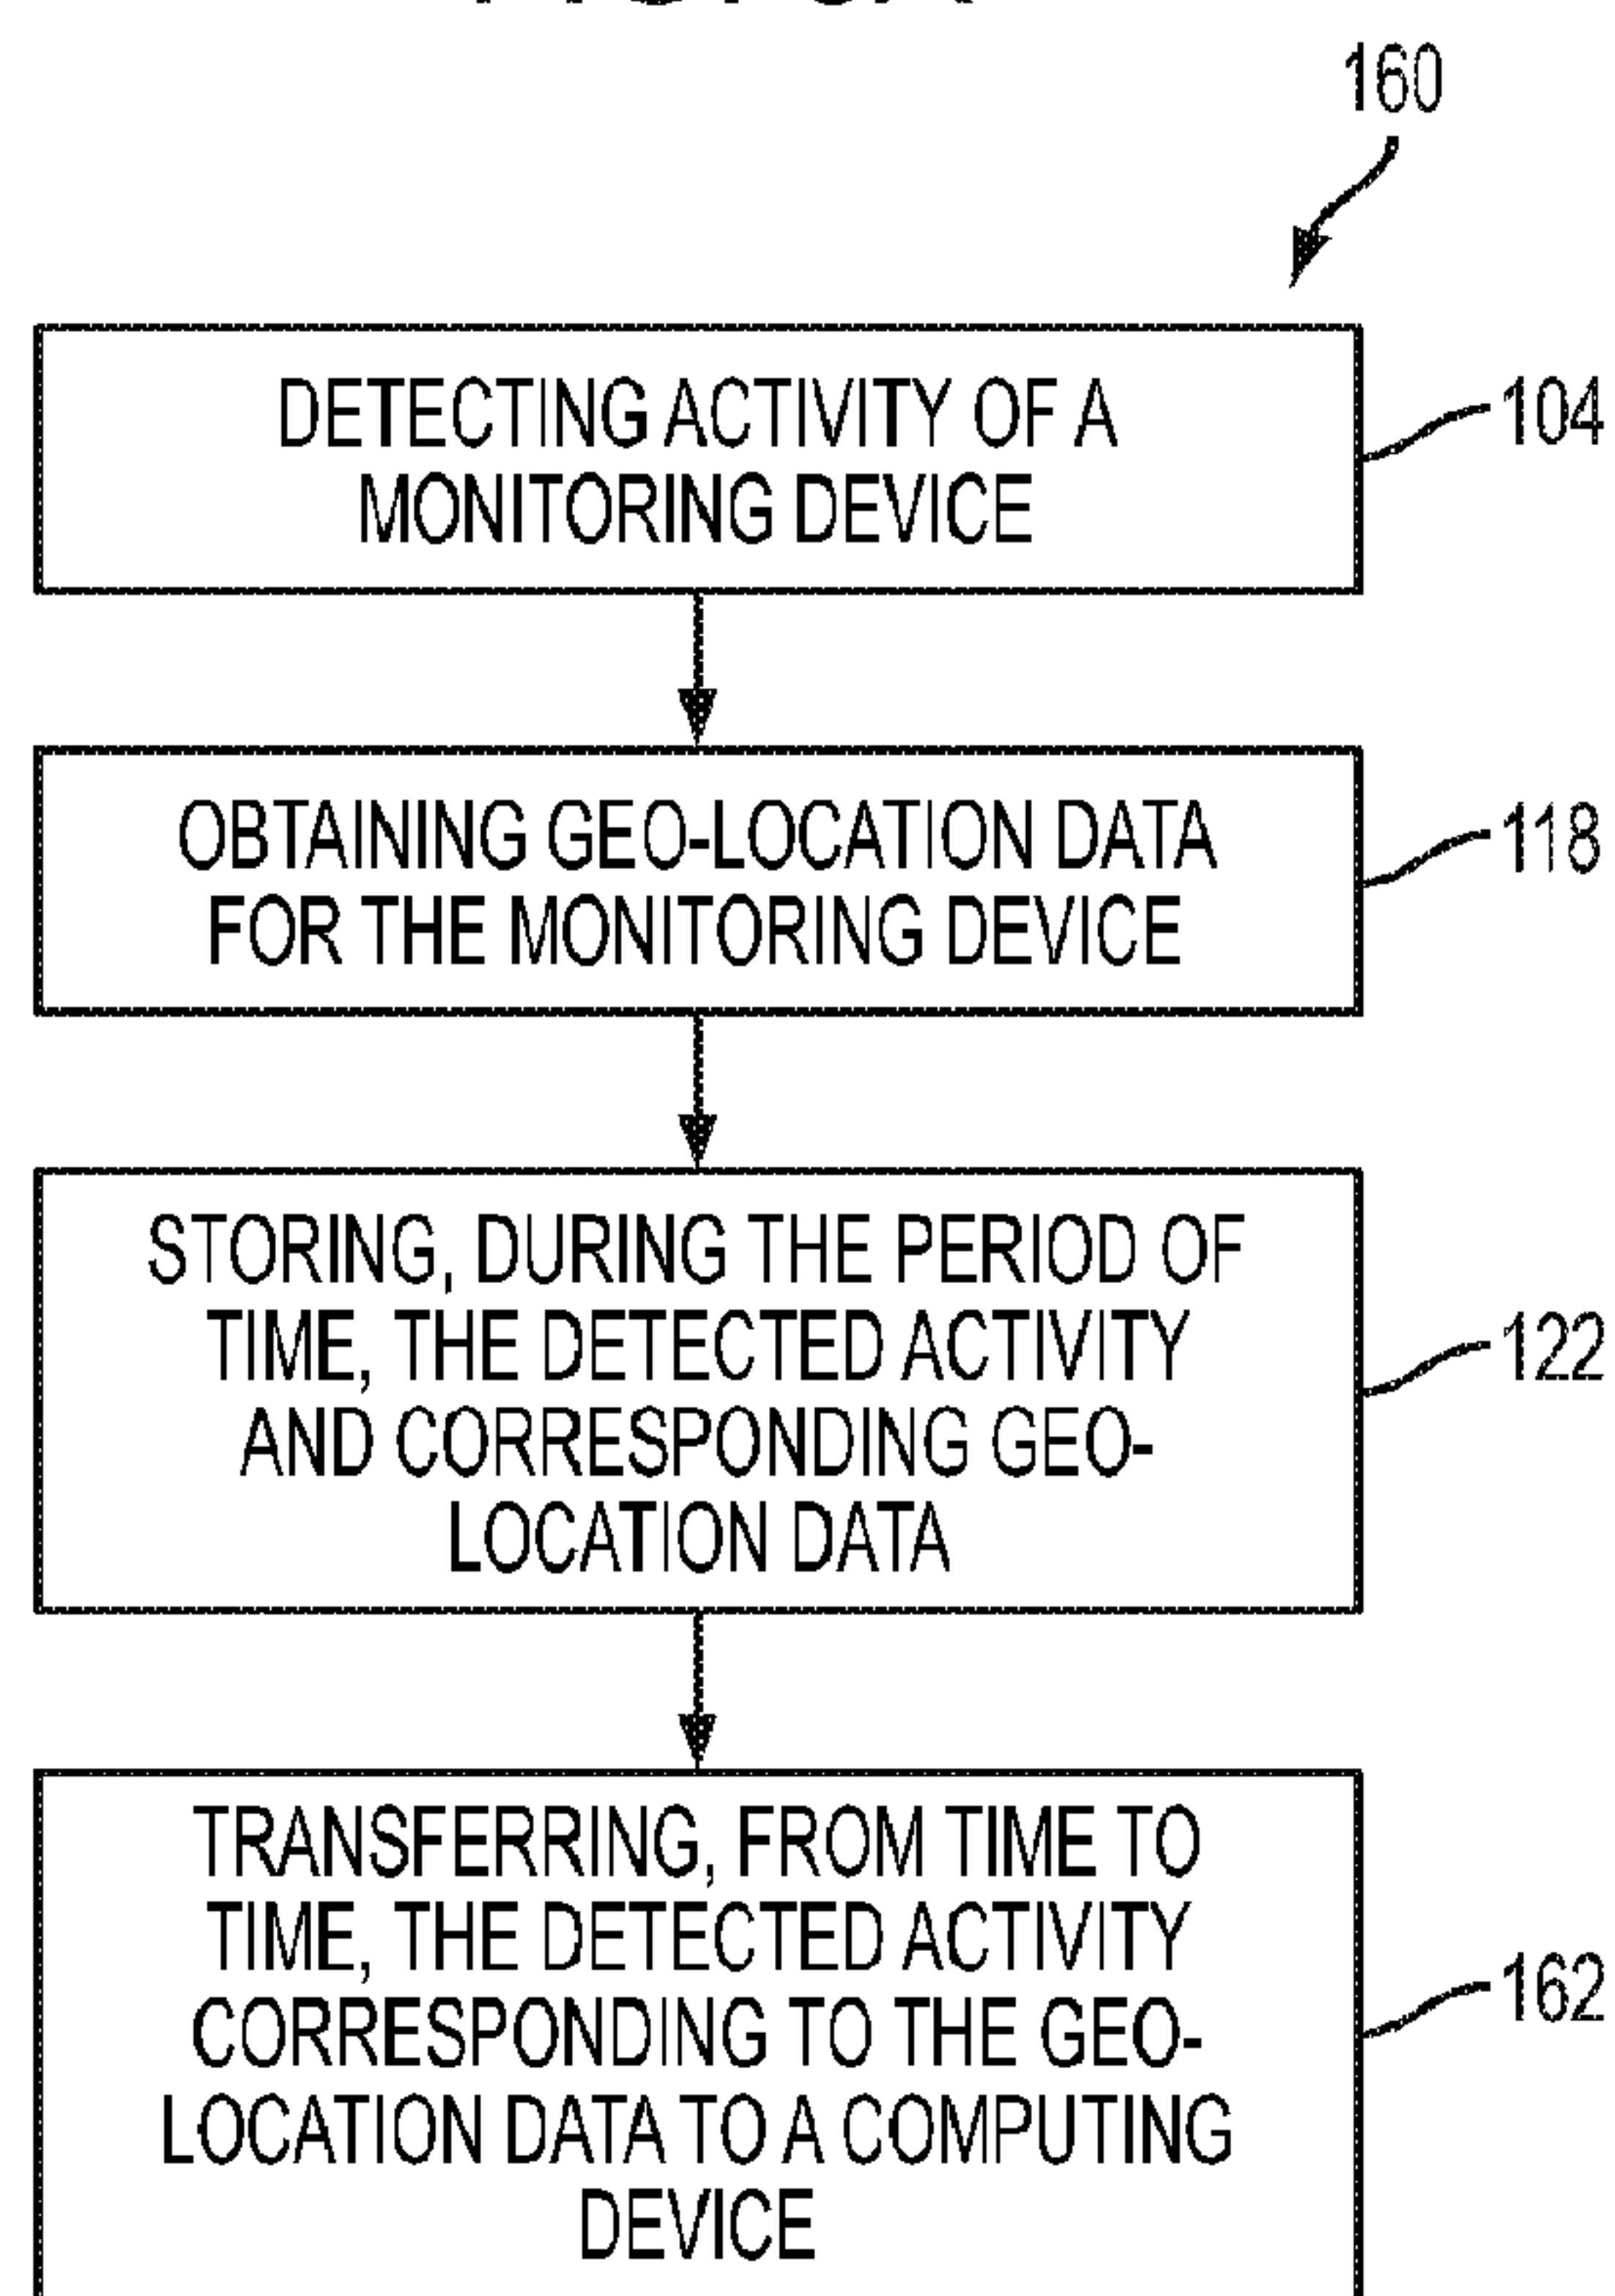 160
DETECTING ACTIVITY OF A
MONITORING DEVICE
104
OBTAINING GEO-LOCATION DATA
FOR THE MONITORING DEVICE
118
STORING, DURING THE PERIOD OF
TIME, THE DETECTED ACTIVITY
AND CORRESPONDING GEO-
LOCATION DATA
122
TRANSFERRING, FROM TIME TO
TIME, THE DETECTED ACTIVITY
CORRESPONDING TO THE GEO-
LOCATION DATA TO A COMPUTING
DEVICE
162